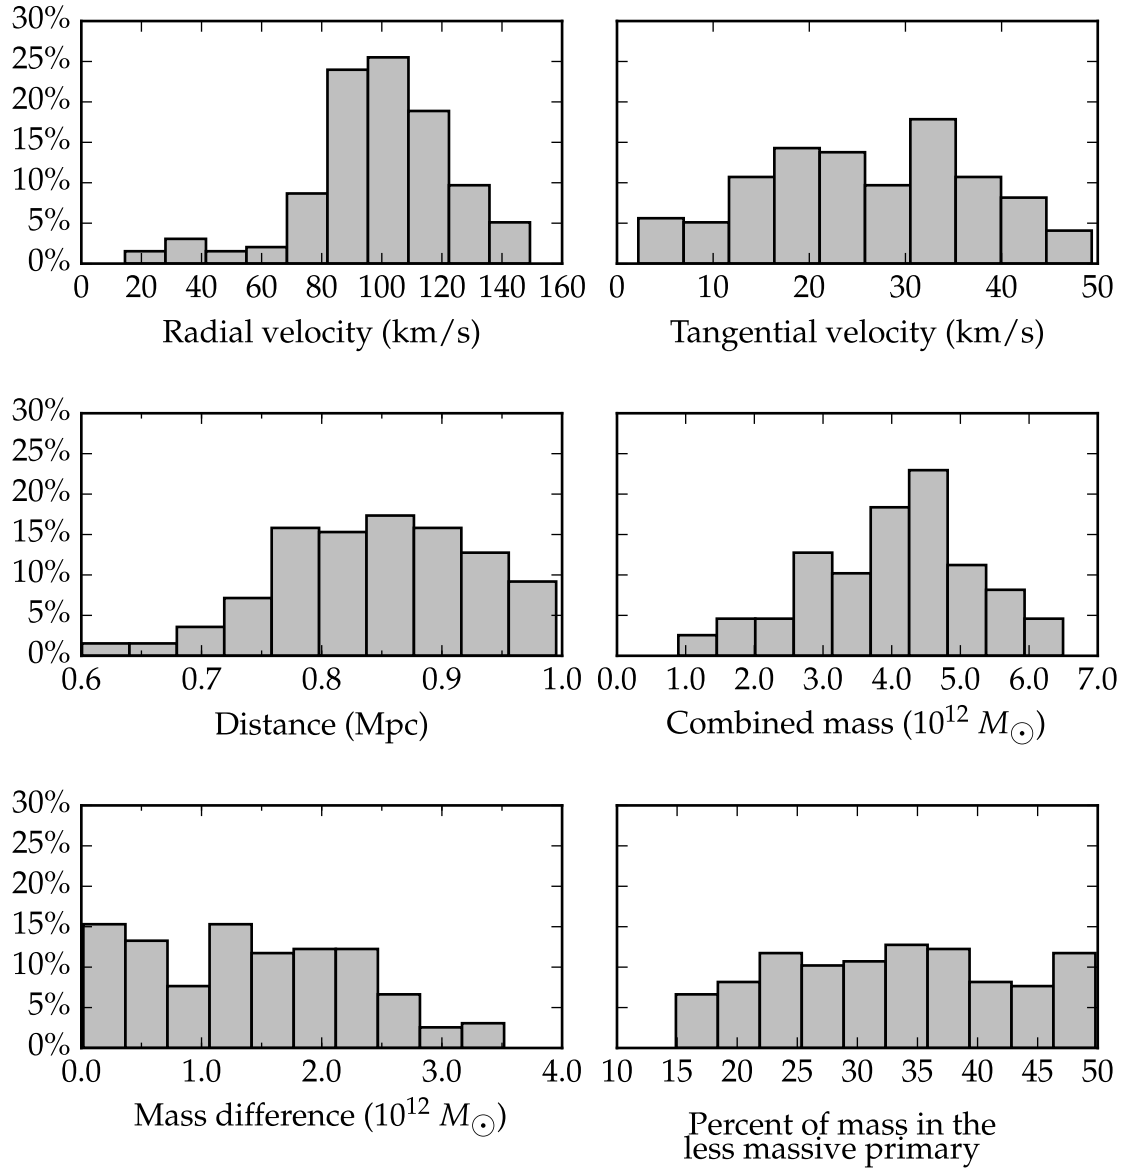 30%
25%
20%
15%
10%
5%
0%
0 20 40 60 80 100 120 140 160
Radial velocity (km/s)
0 10 20 30 40 50
Tangential velocity (km/s)
30%
25%
20%
15%
10%
5%
0%
0.6 0.7 0.8 0.9 1.0
Distance (Mpc)
0.0 1.0 2.0 3.0 4.0 5.0 6.0 7.0
Combined mass (10¹² M☉)
30%
25%
20%
15%
10%
5%
0%
0.0 1.0 2.0 3.0 4.0
Mass difference (10¹² M☉)
10 15 20 25 30 35 40 45 50
Percent of mass in the
less massive primary